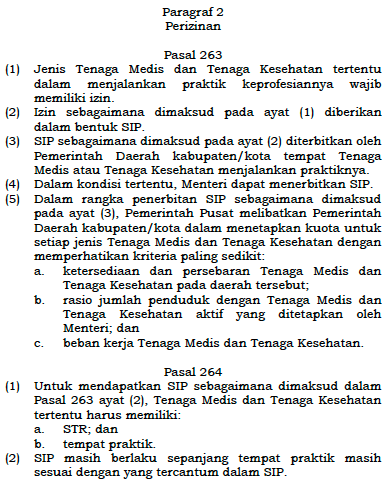 Paragraf 2
Perizinan
Pasal 263
(1) Jenis Tenaga Medis dan Tenaga Kesehatan tertentu
dalam menjalankan praktik keprofesiannya wajib
memiliki izin.
(2) Izin sebagaimana dimaksud pada ayat (1) diberikan
dalam bentuk SIP.
(3) SIP sebagaimana dimaksud pada ayat (2) diterbitkan oleh
Pemerintah Daerah kabupaten/kota tempat Tenaga
Medis atau Tenaga Kesehatan menjalankan praktiknya.
(4) Dalam kondisi tertentu, Menteri dapat menerbitkan SIP.
(5) Dalam rangka penerbitan SIP sebagaimana dimaksud
pada ayat (3), Pemerintah Pusat melibatkan Pemerintah
Daerah kabupaten/kota dalam menetapkan kuota untuk
setiap jenis Tenaga Medis dan Tenaga Kesehatan dengan
memperhatikan kriteria paling sedikit:
a. ketersediaan dan persebaran Tenaga Medis dan
Tenaga Kesehatan pada daerah tersebut;
b. rasio jumlah penduduk dengan Tenaga Medis dan
Tenaga Kesehatan aktif yang ditetapkan oleh
Menteri; dan
c. beban kerja Tenaga Medis dan Tenaga Kesehatan.
Pasal 264
(1) Untuk mendapatkan SIP sebagaimana dimaksud dalam
Pasal 263 ayat (2), Tenaga Medis dan Tenaga Kesehatan
tertentu harus memiliki:
a. STR; dan
b. tempat praktik.
(2) SIP masih berlaku sepanjang tempat praktik masih
sesuai dengan yang tercantum dalam SIP.